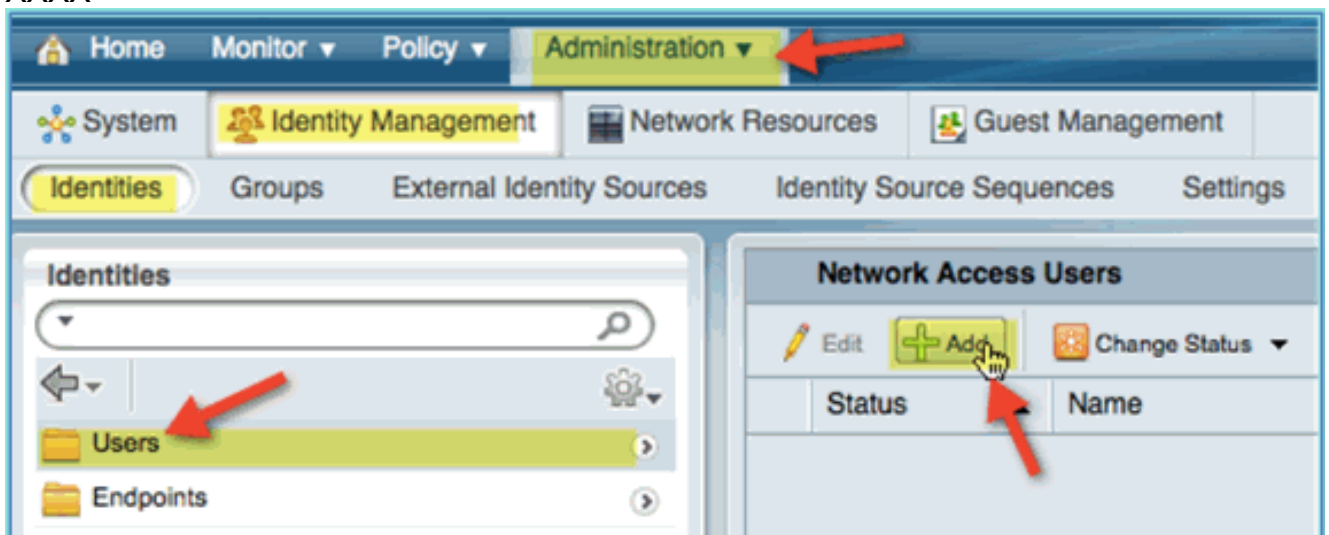 Home Monitor Policy Administration
System Identity Management Network Resources Guest Management
Identities Groups External Identity Sources Identity Source Sequences Settings
Identities
Users
Endpoints
Network Access Users
Edit Add Change Status
Status Name